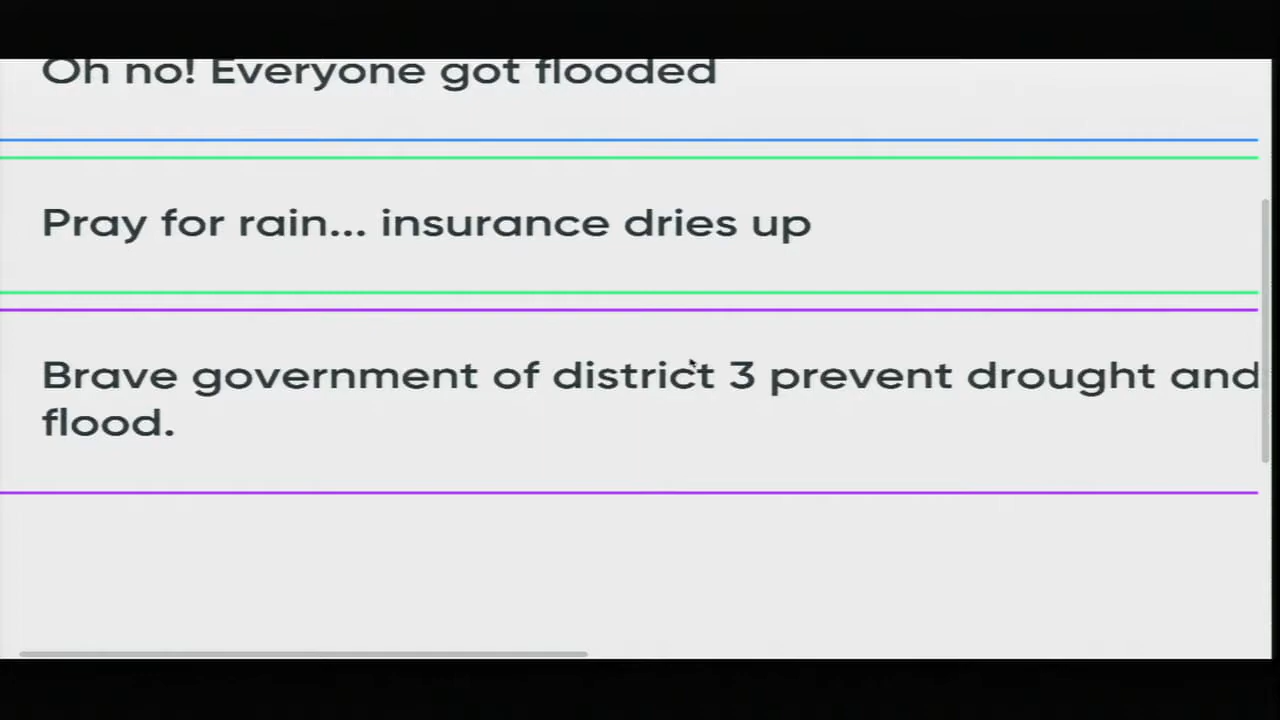 Oh no! Everyone got flooded
Pray for rain... insurance dries up
Brave government of district 3 prevent drought and
flood.